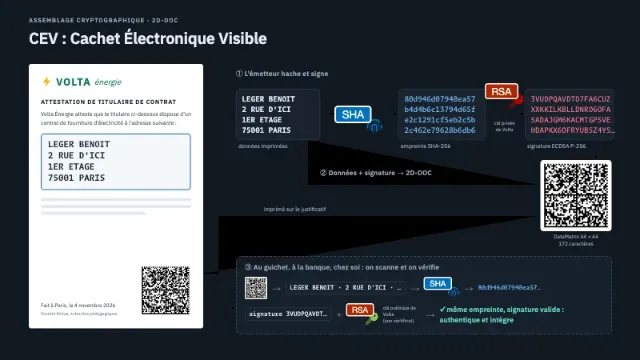 ASSEMBLAGE CRYPTOGRAPHIQUE · 2D-DOC
CEV : Cachet Électronique Visible
VOLTA énergie
ATTESTATION DE TITULAIRE DE CONTRAT
Volta Énergie atteste que le titulaire ci-dessous dispose d'un
contrat de fourniture d'électricité à l'adresse suivante :
LEGER BENOIT
2 RUE D'ICI
1ER ETAGE
75001 PARIS
Fait à Paris, le 4 novembre 2026
① L'émetteur hache et signe
LEGER BENOIT
2 RUE D'ICI
1ER ETAGE
75001 PARIS
données imprimées
SHA
80d946d07940ea57
b4d4b6c13794d65f
e2c1291cf5eb2c5b
2c462e79628b6db6
empreinte SHA-256
RSA
clé privée
de Volta
3VUDPQAVDTD7FA6CUZ
XXKKILKBLLDNROGOFA
SADAJGM6KACMTGPSVE
HDAPKX6OFRYU85Z4YS…
signature ECDSA P-256
② Données + signature → 2D-DOC
imprimé sur le justificatif
DataMatrix 44 × 44
173 caractères
③ Au guichet, à la banque, chez soi : on scanne et on vérifie
→ LEGER BENOIT · 2 RUE D'ICI · … → SHA → 80d946d07940ea57…
signature 3VUDPQAVDT… + RSA
clé publique de
Volta
(son certificat)
→ ✓ même empreinte, signature valide :
authentique et intègre